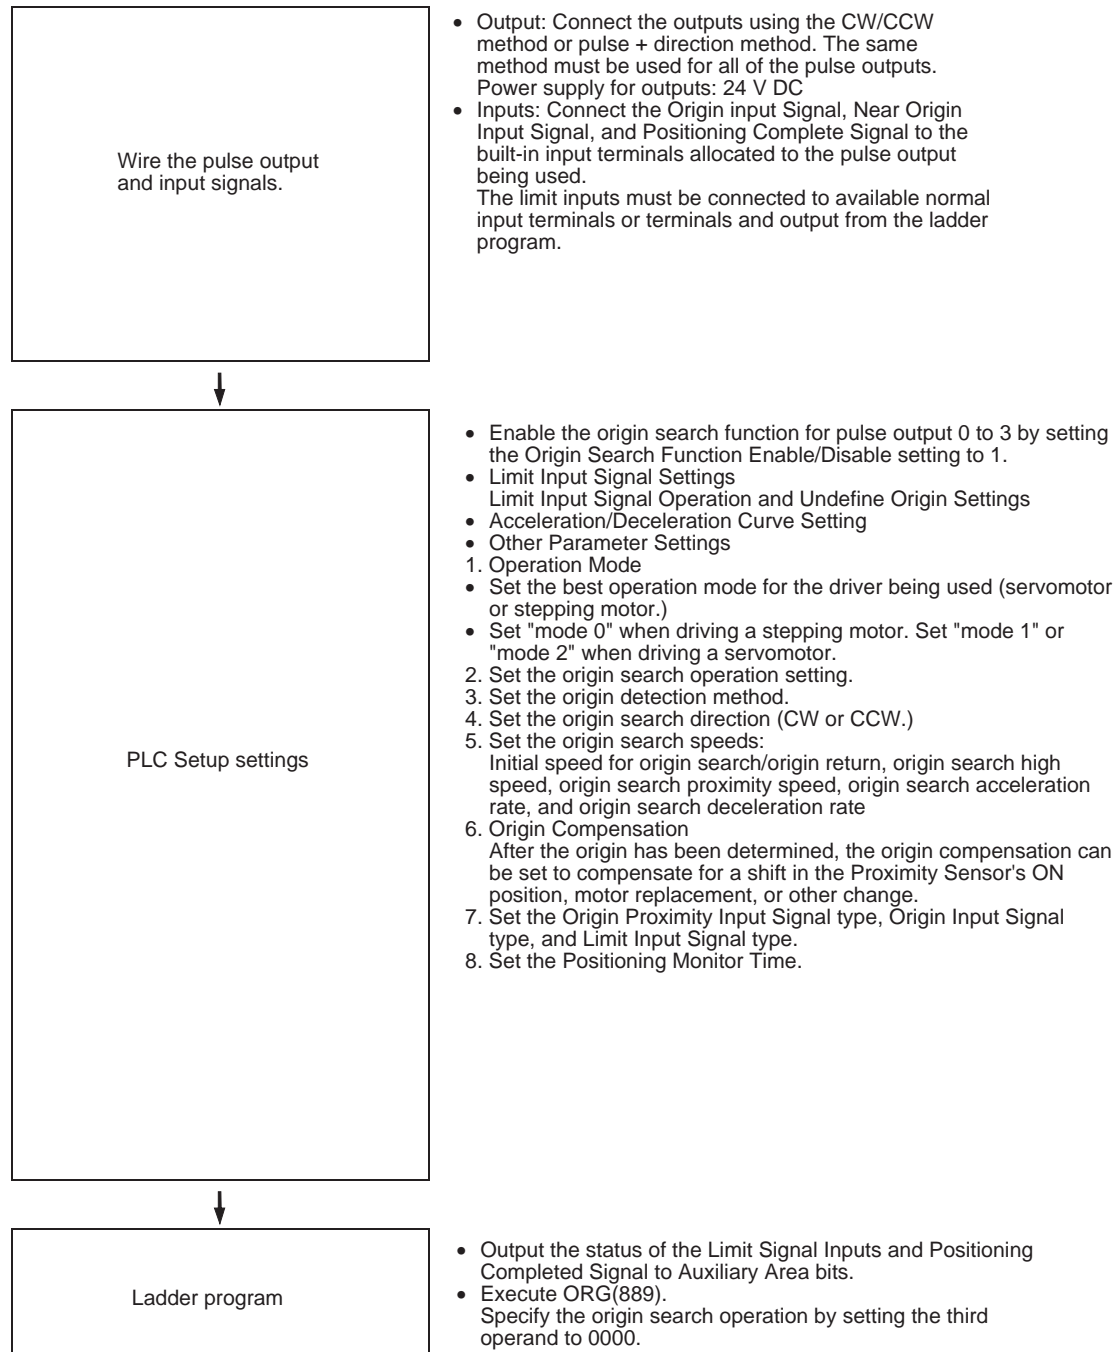 Wire the pulse output
and input signals.
• Output: Connect the outputs using the CW/CCW
method or pulse + direction method. The same
method must be used for all of the pulse outputs.
Power supply for outputs: 24 V DC
• Inputs: Connect the Origin input Signal, Near Origin
Input Signal, and Positioning Complete Signal to the
built-in input terminals allocated to the pulse output
being used.
The limit inputs must be connected to available normal
input terminals or terminals and output from the ladder
program.
PLC Setup settings
• Enable the origin search function for pulse output 0 to 3 by setting
the Origin Search Function Enable/Disable setting to 1.
• Limit Input Signal Settings
Limit Input Signal Operation and Undefine Origin Settings
• Acceleration/Deceleration Curve Setting
• Other Parameter Settings
1. Operation Mode
• Set the best operation mode for the driver being used (servomotor
or stepping motor.)
• Set "mode 0" when driving a stepping motor. Set "mode 1" or
"mode 2" when driving a servomotor.
2. Set the origin search operation setting.
3. Set the origin detection method.
4. Set the origin search direction (CW or CCW.)
5. Set the origin search speeds:
Initial speed for origin search/origin return, origin search high
speed, origin search proximity speed, origin search acceleration
rate, and origin search deceleration rate
6. Origin Compensation
After the origin has been determined, the origin compensation can
be set to compensate for a shift in the Proximity Sensor's ON
position, motor replacement, or other change.
7. Set the Origin Proximity Input Signal type, Origin Input Signal
type, and Limit Input Signal type.
8. Set the Positioning Monitor Time.
Ladder program
• Output the status of the Limit Signal Inputs and Positioning
Completed Signal to Auxiliary Area bits.
• Execute ORG(889).
Specify the origin search operation by setting the third
operand to 0000.